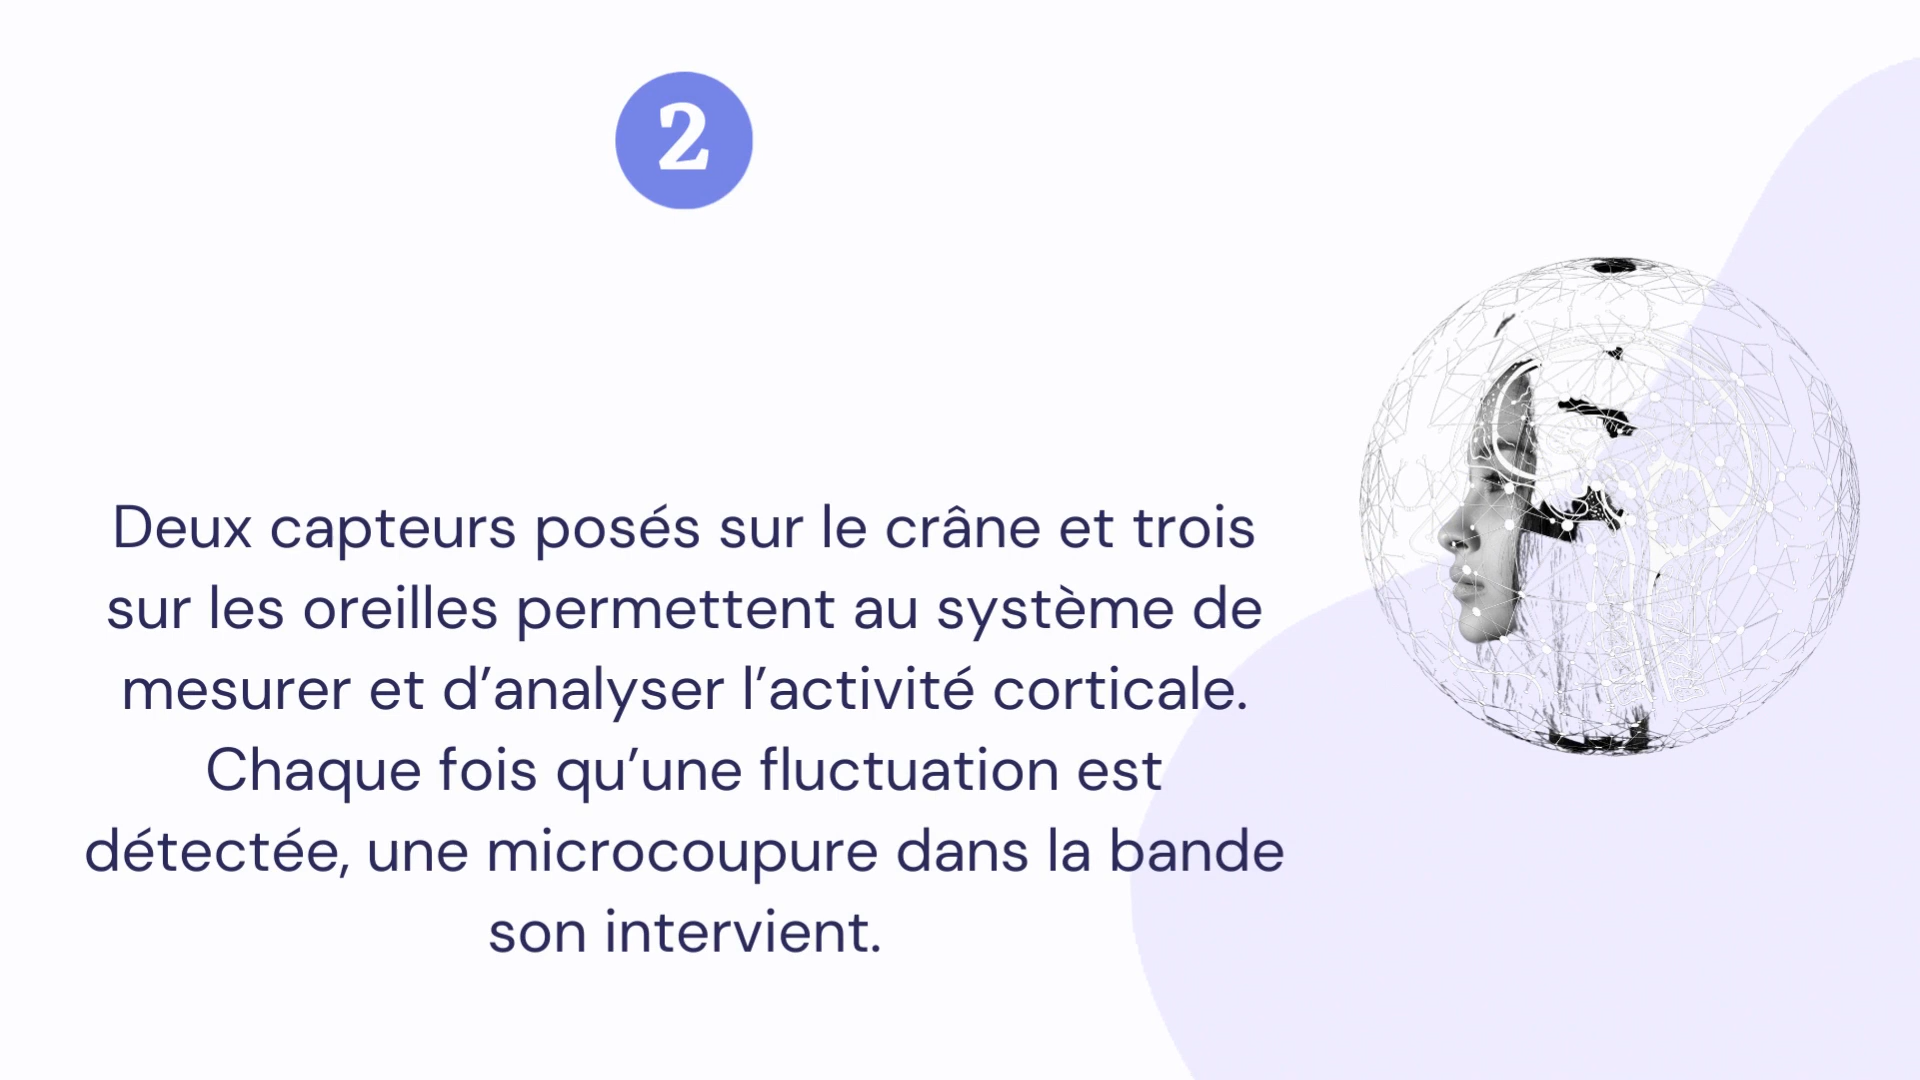 2
Deux capteurs posés sur le crâne et trois
sur les oreilles permettent au système de
mesurer et d’analyser l’activité corticale.
Chaque fois qu’une fluctuation est
détectée, une microcoupure dans la bande
son intervient.